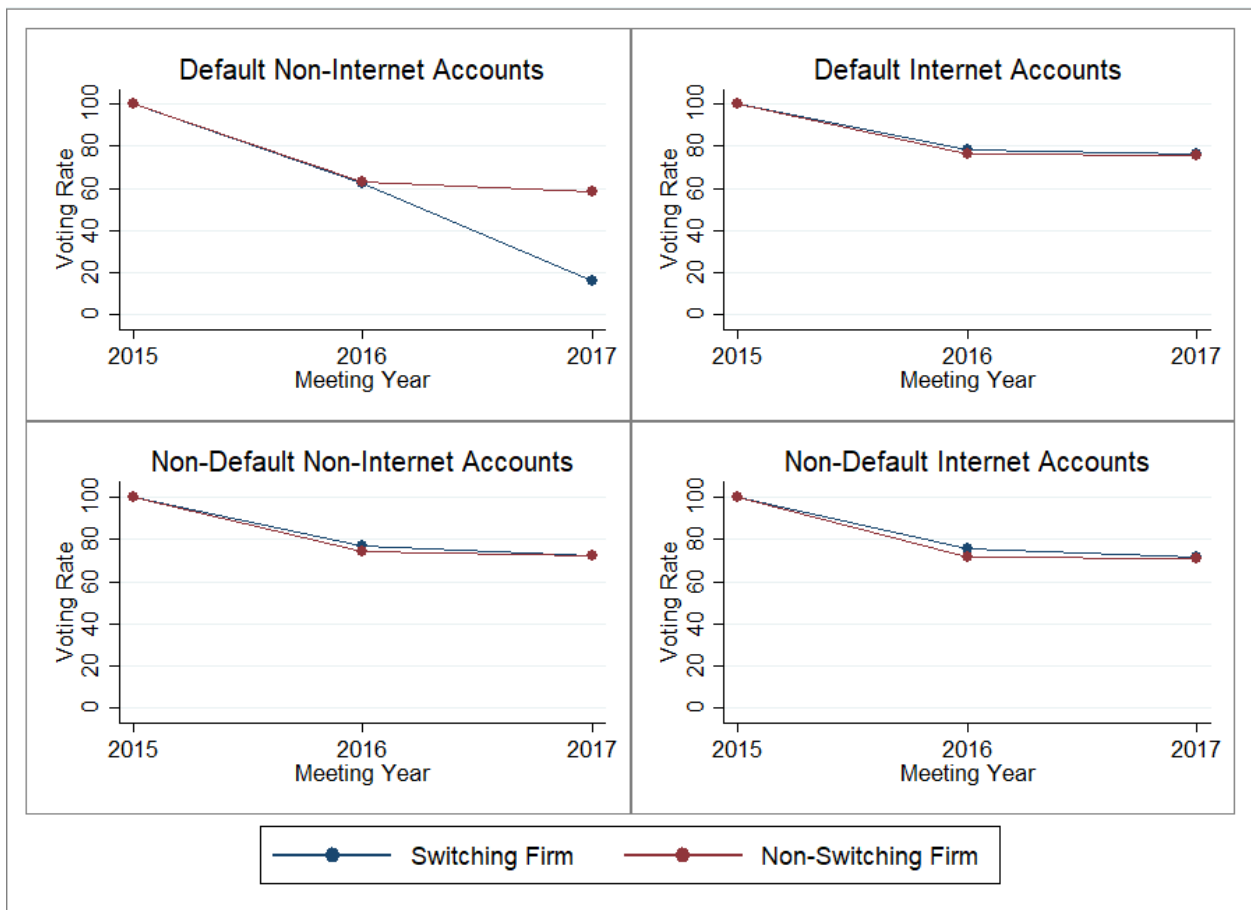 Default Non-Internet Accounts
Voting Rate
100
80
60
40
20
0
2015 2016 2017
Meeting Year
Default Internet Accounts
Voting Rate
100
80
60
40
20
0
2015 2016 2017
Meeting Year
Non-Default Non-Internet Accounts
Voting Rate
100
80
60
40
20
0
2015 2016 2017
Meeting Year
Non-Default Internet Accounts
Voting Rate
100
80
60
40
20
0
2015 2016 2017
Meeting Year
Switching Firm Non-Switching Firm